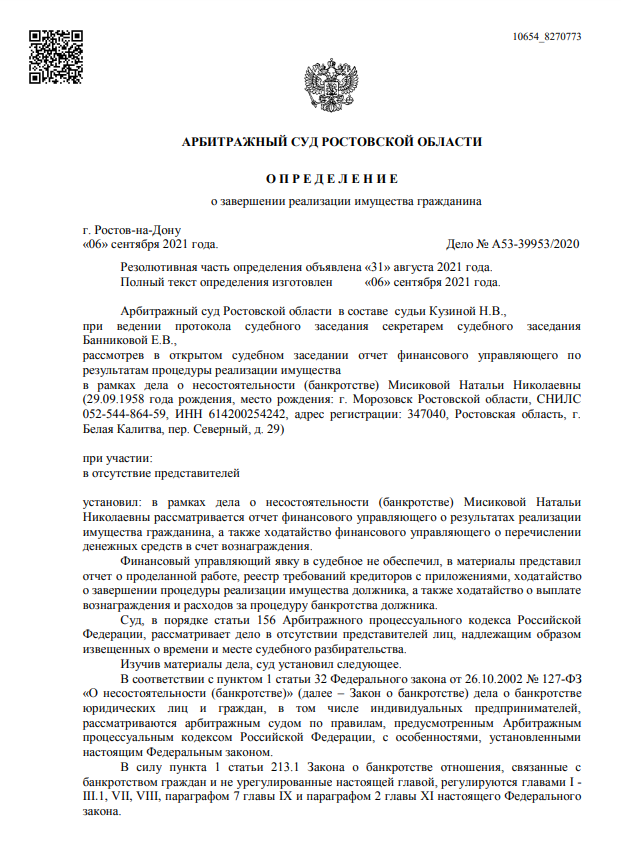 10654_8270773
АРБИТРАЖНЫЙ СУД РОСТОВСКОЙ ОБЛАСТИ
О П Р Е Д Е Л Е Н И Е
о завершении реализации имущества гражданина
г. Ростов-на-Дону
«06» сентября 2021 года. Дело № А53-39953/2020
Резолютивная часть определения объявлена «31» августа 2021 года.
Полный текст определения изготовлен «06» сентября 2021 года.
Арбитражный суд Ростовской области в составе судьи Кузиной Н.В.,
при ведении протокола судебного заседания секретарем судебного заседания
Банниковой Е.В.,
рассмотрев в открытом судебном заседании отчет финансового управляющего по
результатам процедуры реализации имущества
в рамках дела о несостоятельности (банкротстве) Мисиковой Натальи Николаевны
(29.09.1958 года рождения, место рождения: г. Морозовск Ростовской области, СНИЛС
052-544-864-59, ИНН 614200254242, адрес регистрации: 347040, Ростовская область, г.
Белая Калитва, пер. Северный, д. 29)
при участии:
в отсутствие представителей
установил: в рамках дела о несостоятельности (банкротстве) Мисиковой Натальи
Николаевны рассматривается отчет финансового управляющего о результатах реализации
имущества гражданина, а также ходатайство финансового управляющего о перечислении
денежных средств в счет вознаграждения.
Финансовый управляющий явку в судебное не обеспечил, в материалы представил
отчет о проделанной работе, реестр требований кредиторов с приложениями, ходатайство
о завершении процедуры реализации имущества должника, а также ходатайство о выплате
вознаграждения и расходов за процедуру банкротства должника.
Суд, в порядке статьи 156 Арбитражного процессуального кодекса Российской
Федерации, рассматривает дело в отсутствии представителей лиц, надлежащим образом
извещенных о времени и месте судебного разбирательства.
Изучив материалы дела, суд установил следующее.
В соответствии с пунктом 1 статьи 32 Федерального закона от 26.10.2002 № 127-ФЗ
«О несостоятельности (банкротстве)» (далее – Закон о банкротстве) дела о банкротстве
юридических лиц и граждан, в том числе индивидуальных предпринимателей,
рассматриваются арбитражным судом по правилам, предусмотренным Арбитражным
процессуальным кодексом Российской Федерации, с особенностями, установленными
настоящим Федеральным законом.
В силу пункта 1 статьи 213.1 Закона о банкротстве отношения, связанные с
банкротством граждан и не урегулированные настоящей главой, регулируются главами I -
III.1, VII, VIII, параграфом 7 главы IX и параграфом 2 главы XI настоящего Федерального
закона.